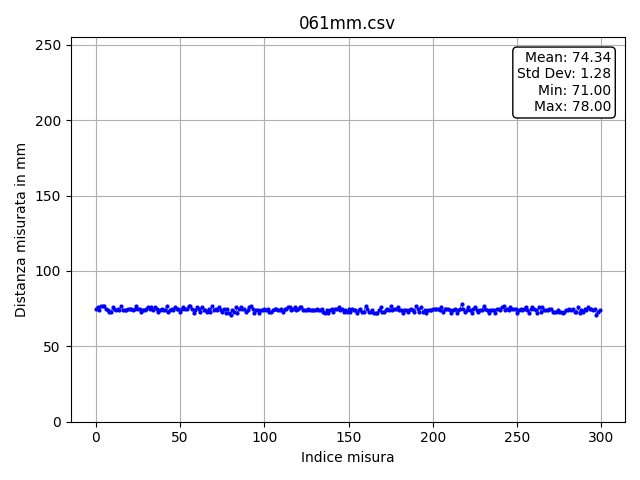 061mm.csv
Mean: 74.34
Std Dev: 1.28
Min: 71.00
Max: 78.00
Distanza misurata in mm
250
200
150
100
50
0
0 50 100 150 200 250 300
Indice misura